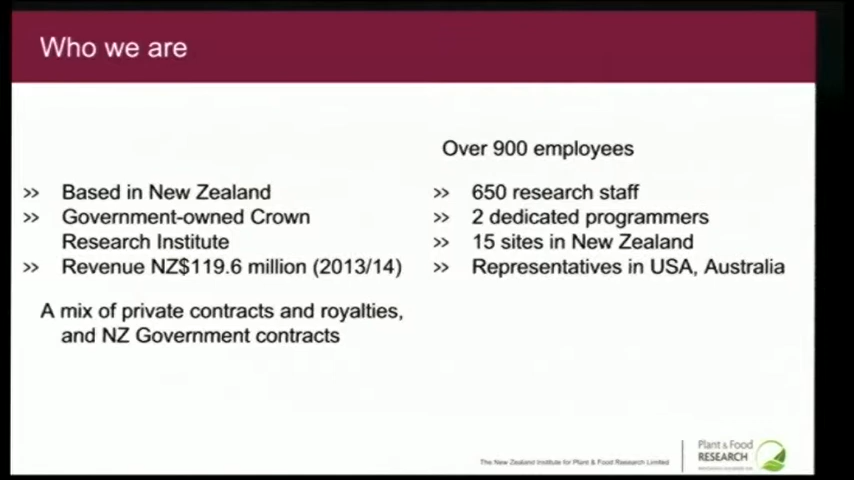 Who we are
Based in New Zealand
Government-owned Crown
Research Institute
Revenue NZ$119.6 million (2013/14)
A mix of private contracts and royalties,
and NZ Government contracts
Over 900 employees
650 research staff
2 dedicated programmers
15 sites in New Zealand
Representatives in USA, Australia
The New Zealand Institute for Plant & Food Research Limited
Plant & Food
RESEARCH